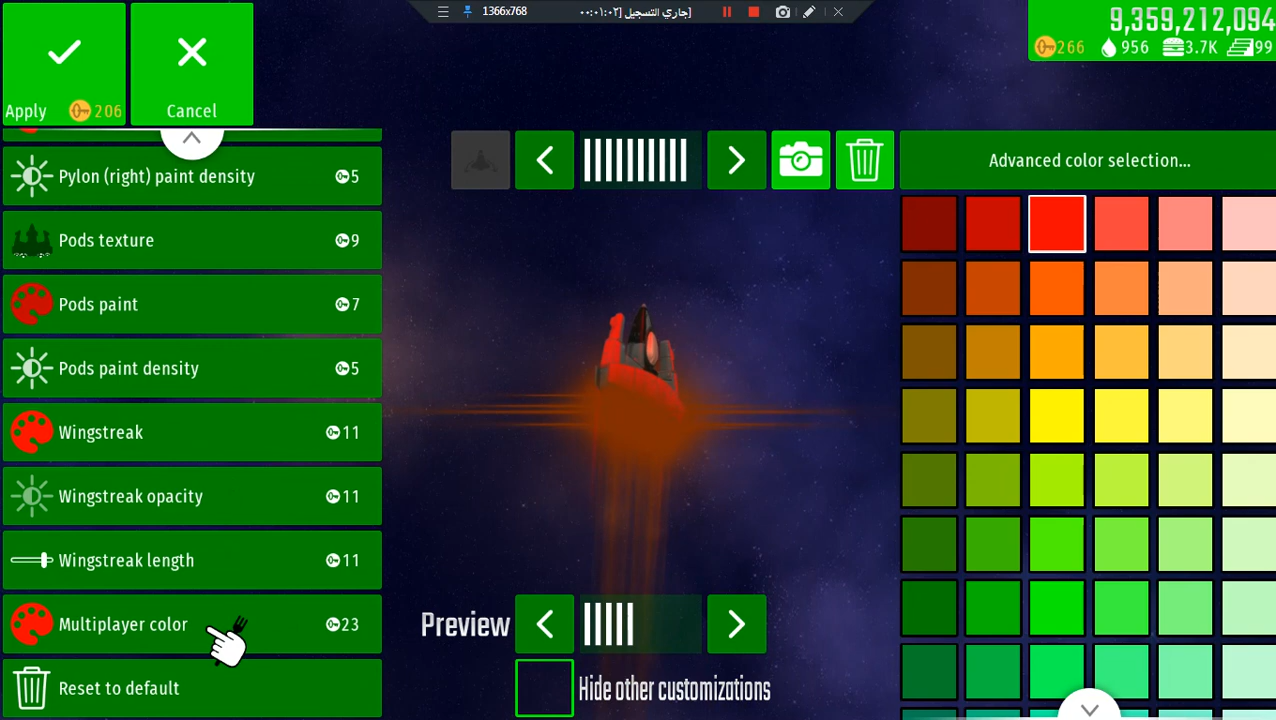 1366x768
[جاري التسجيل] ٠٠:٠١:٠٢
9,359,212,094
266 956 3.7K 99
Apply 206
Cancel
Advanced color selection...
Pylon (right) paint density 5
Pods texture 9
Pods paint 7
Pods paint density 5
Wingstreak 11
Wingstreak opacity 11
Wingstreak length 11
Multiplayer color 23
Reset to default
Preview
Hide other customizations